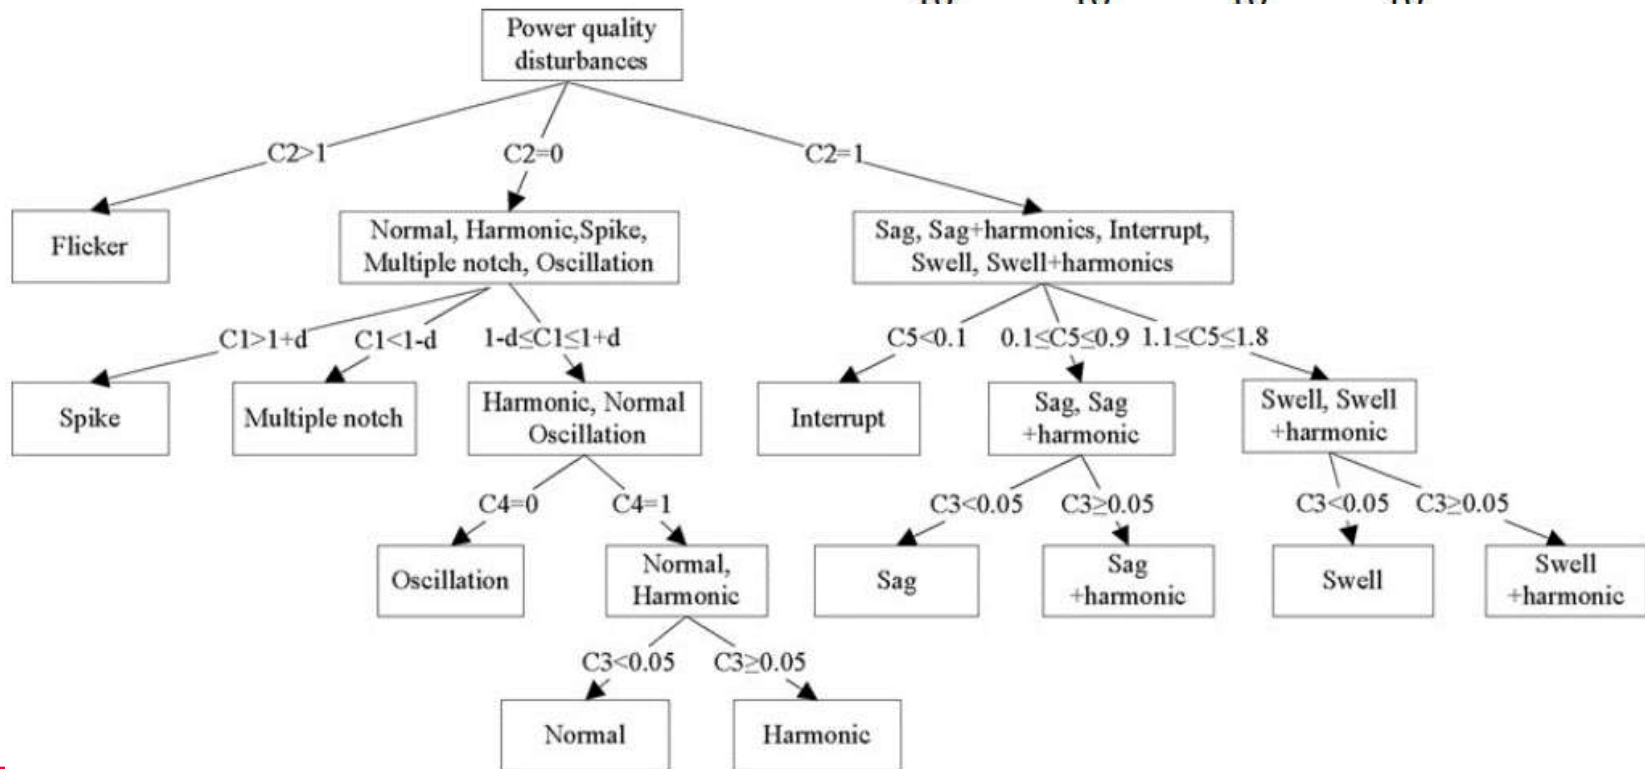 Power quality
disturbances
C2>1
C2=0
C2=1
Flicker
Normal, Harmonic,Spike,
Multiple notch, Oscillation
Sag, Sag+harmonics, Interrupt,
Swell, Swell+harmonics
C1>1+d
C1<1-d
1-d≤C1≤1+d
C5<0.1
0.1≤C5≤0.9
1.1≤C5≤1.8
Spike
Multiple notch
Harmonic, Normal
Oscillation
Interrupt
Sag, Sag
+harmonic
Swell, Swell
+harmonic
C4=0
C4=1
C3<0.05
C3≥0.05
C3<0.05
C3≥0.05
Oscillation
Normal,
Harmonic
Sag
Sag
+harmonic
Swell
Swell
+harmonic
C3<0.05
C3≥0.05
Normal
Harmonic